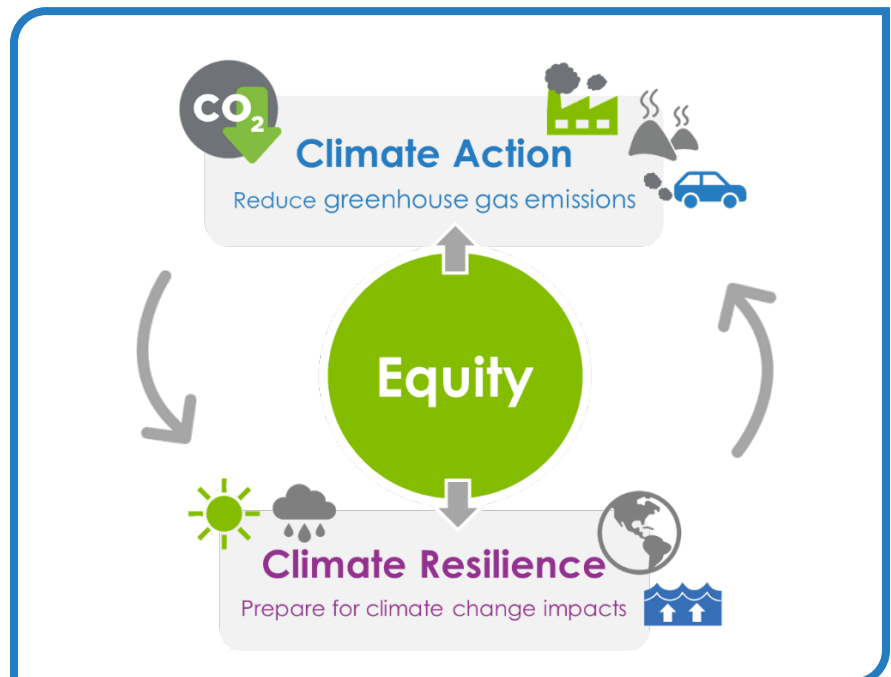 CO₂
Climate Action
Reduce greenhouse gas emissions
Equity
Climate Resilience
Prepare for climate change impacts